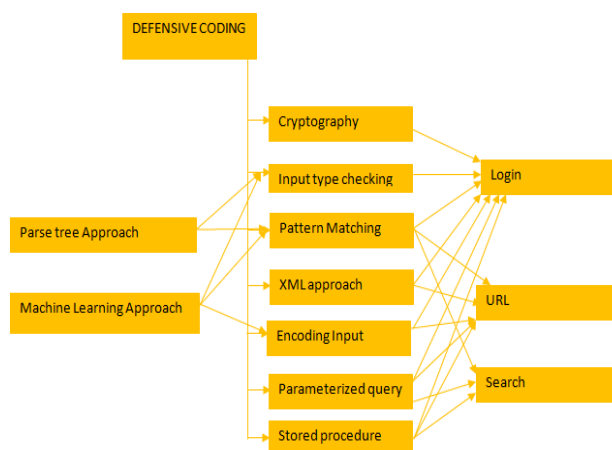 DEFENSIVE CODING
Cryptography
Input type checking
Login
Parse tree Approach
Pattern Matching
XML approach
URL
Machine Learning Approach
Encoding Input
Parameterized query
Search
Stored procedure